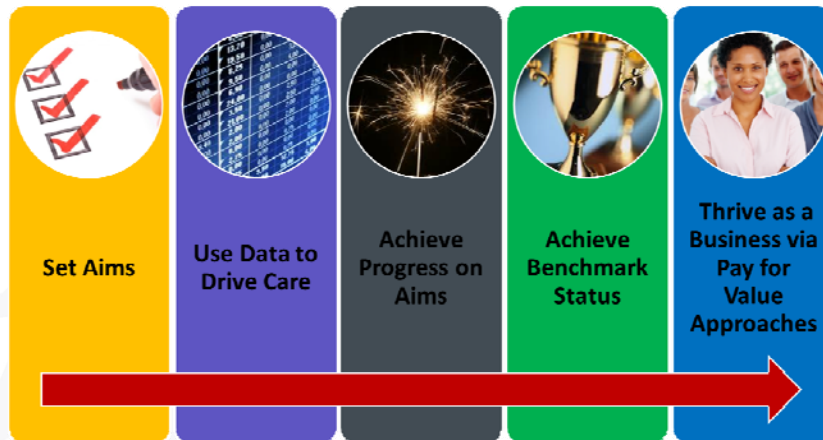 Set Aims
Use Data to
Drive Care
Achieve
Progress on
Aims
Achieve
Benchmark
Status
Thrive as a
Business via
Pay for
Value
Approaches